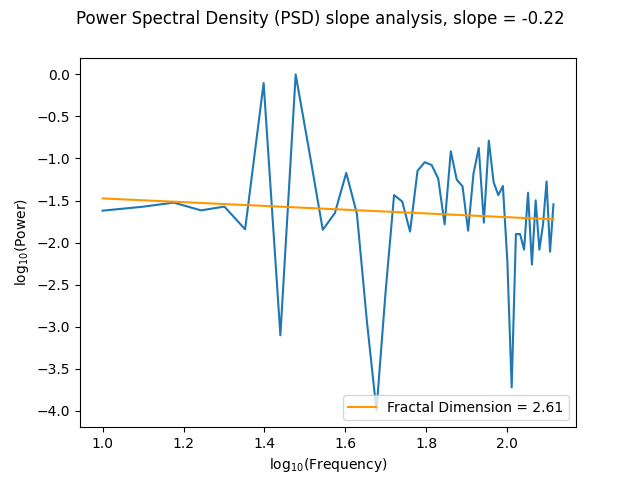 Power Spectral Density (PSD) slope analysis, slope = -0.22
0.0
−0.5
−1.0
−1.5
−2.0
−2.5
−3.0
−3.5
−4.0
log₁₀(Power)
Fractal Dimension = 2.61
1.0 1.2 1.4 1.6 1.8 2.0
log₁₀(Frequency)